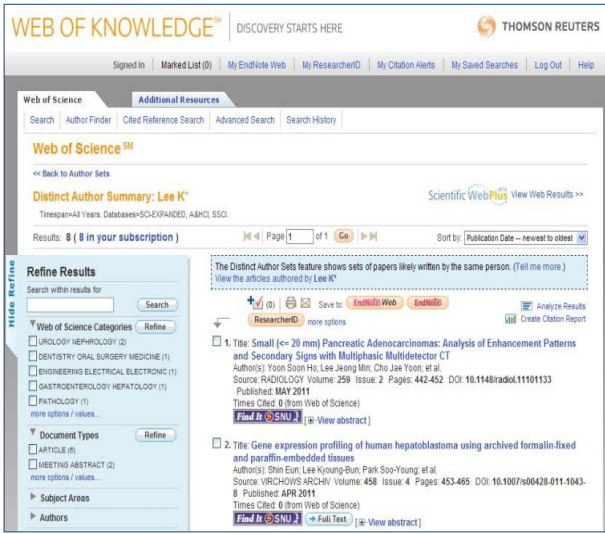 WEB OF KNOWLEDGE℠ DISCOVERY STARTS HERE THOMSON REUTERS
Signed In Marked List (0) My EndNote Web My ResearcherID My Citation Alerts My Saved Searches Log Out Help
Web of Science Additional Resources
Search Author Finder Cited Reference Search Advanced Search Search History
Web of Science℠
<< Back to Author Sets
Distinct Author Summary: Lee K*
Scientific WebPlus BETA View Web Results >>
Timespan=All Years. Databases=SCI-EXPANDED, A&HCI, SSCI.
Results: 8 ( 8 in your subscription ) Page 1 of 1 Go Sort by: Publication Date -- newest to oldest
Hide Refine
Refine Results
Search within results for
Search
Web of Science Categories Refine
UROLOGY NEPHROLOGY (2)
DENTISTRY ORAL SURGERY MEDICINE (1)
ENGINEERING ELECTRICAL ELECTRONIC (1)
GASTROENTEROLOGY HEPATOLOGY (1)
PATHOLOGY (1)
more options / values...
Document Types Refine
ARTICLE (6)
MEETING ABSTRACT (2)
more options / values...
Subject Areas
Authors
The Distinct Author Sets feature shows sets of papers likely written by the same person. (Tell me more.)
View the articles authored by Lee K*
(0) Save to: EndNote Web EndNote
ResearcherID more options
Analyze Results
Create Citation Report
1. Title: Small (<= 20 mm) Pancreatic Adenocarcinomas: Analysis of Enhancement Patterns
and Secondary Signs with Multiphasic Multidetector CT
Author(s): Yoon Soon Ho; Lee Jeong Min; Cho Jae Yoon; et al.
Source: RADIOLOGY Volume: 259 Issue: 2 Pages: 442-452 DOI: 10.1148/radiol.11101133
Published: MAY 2011
Times Cited: 0 (from Web of Science)
Find It @SNU [ View abstract ]
2. Title: Gene expression profiling of human hepatoblastoma using archived formalin-fixed
and paraffin-embedded tissues
Author(s): Shin Eun; Lee Kyoung-Bun; Park Soo-Young; et al.
Source: VIRCHOWS ARCHIV Volume: 458 Issue: 4 Pages: 453-465 DOI: 10.1007/s00428-011-1043-
8 Published: APR 2011
Times Cited: 0 (from Web of Science)
Find It @SNU Full Text [ View abstract ]